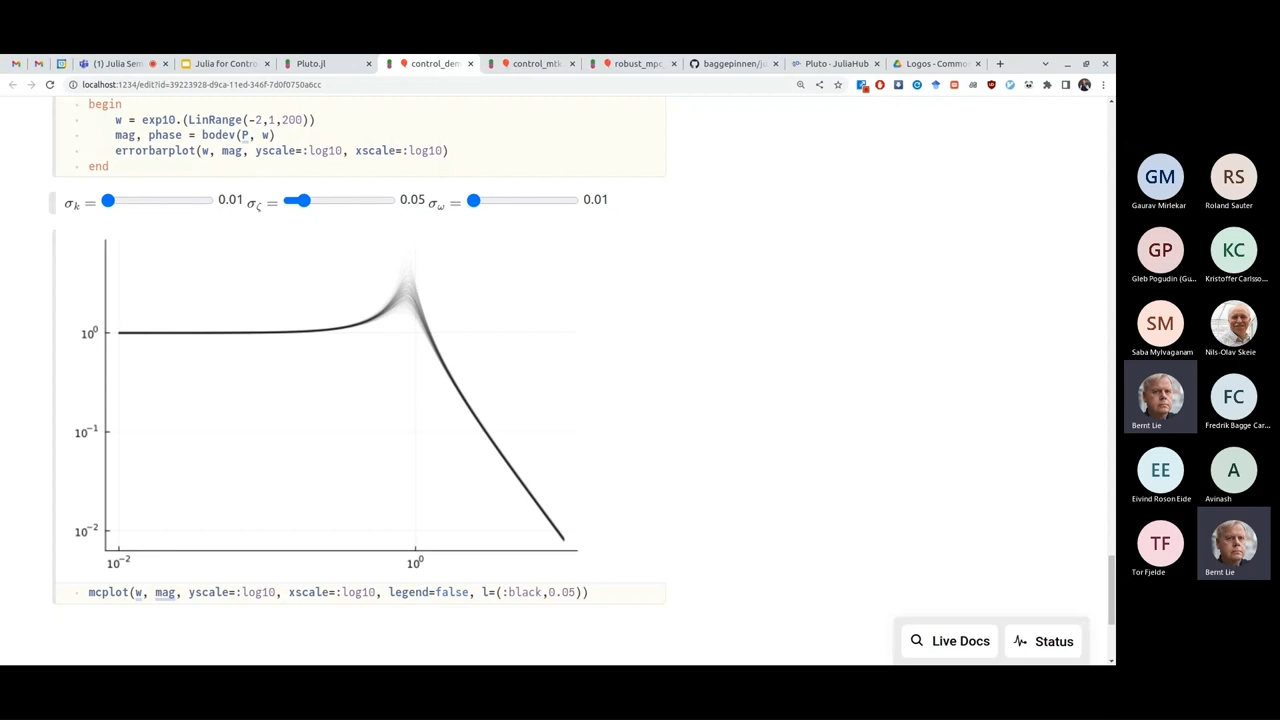 (1) Julia Sem
Julia for Contro
Pluto.jl
control_dem
control_mtk
robust_mpc_
baggepinnen/ju
Pluto - JuliaHub
Logos - Commo
localhost:1234/edit?id=39223928-d9ca-11ed-346f-7d0f0750a6cc
begin
w = exp10.(LinRange(-2,1,200))
mag, phase = bodev(P, w)
errorbarplot(w, mag, yscale=:log10, xscale=:log10)
end
σk = 0.01 σζ = 0.05 σω = 0.01
10⁰
10⁻¹
10⁻²
10⁻² 10⁰
mcplot(w, mag, yscale=:log10, xscale=:log10, legend=false, l=(:black,0.05))
Live Docs
Status
GM
Gaurav Mirlekar
RS
Roland Sauter
GP
Gleb Pogudin (Gu...
KC
Kristoffer Carlsso...
SM
Saba Mylvaganam
Nils-Olav Skeie
Bernt Lie
FC
Fredrik Bagge Car...
EE
Eivind Roson Eide
A
Avinash
TF
Tor Fjelde
Bernt Lie